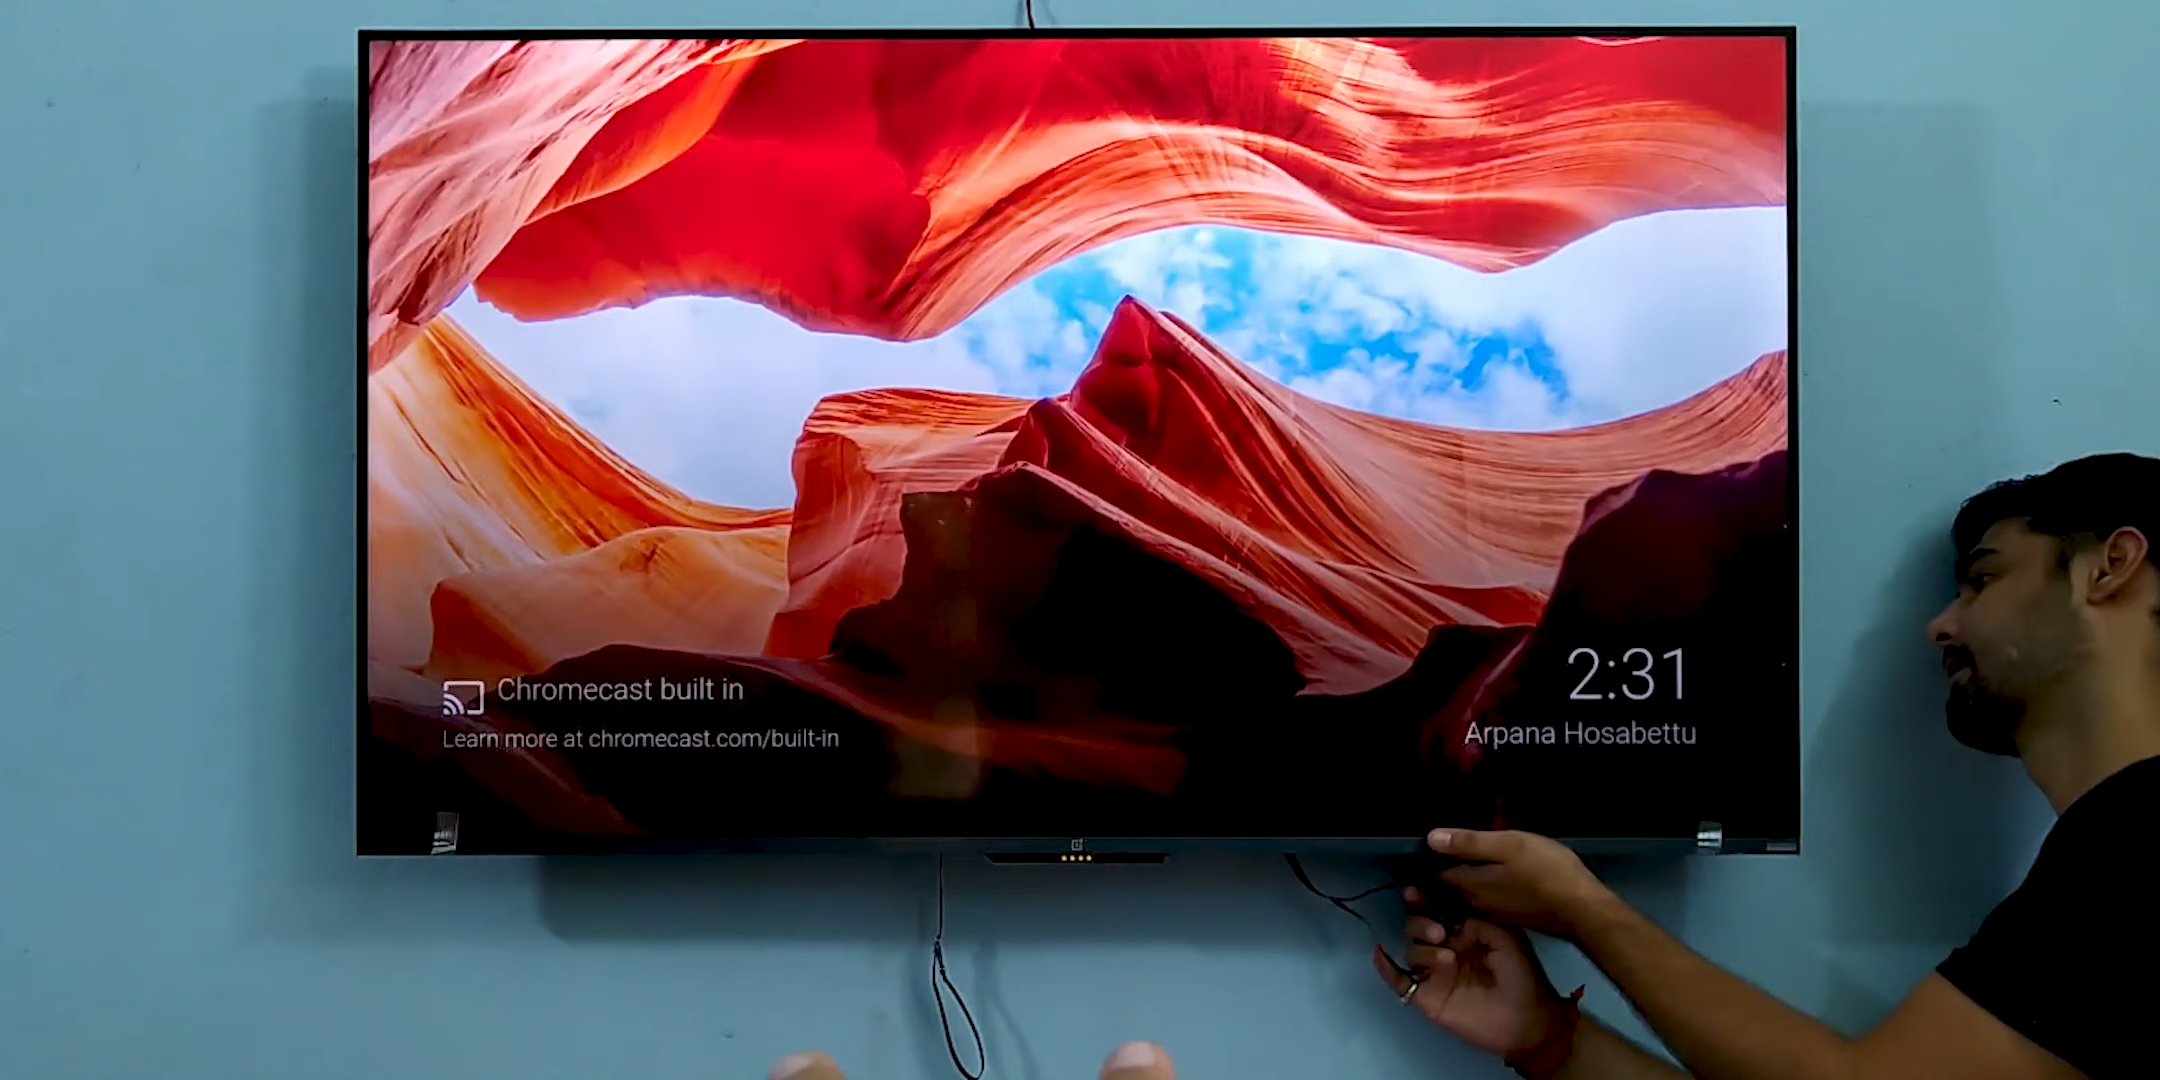 Chromecast built in
Learn more at chromecast.com/built-in
2:31
Arpana Hosabettu